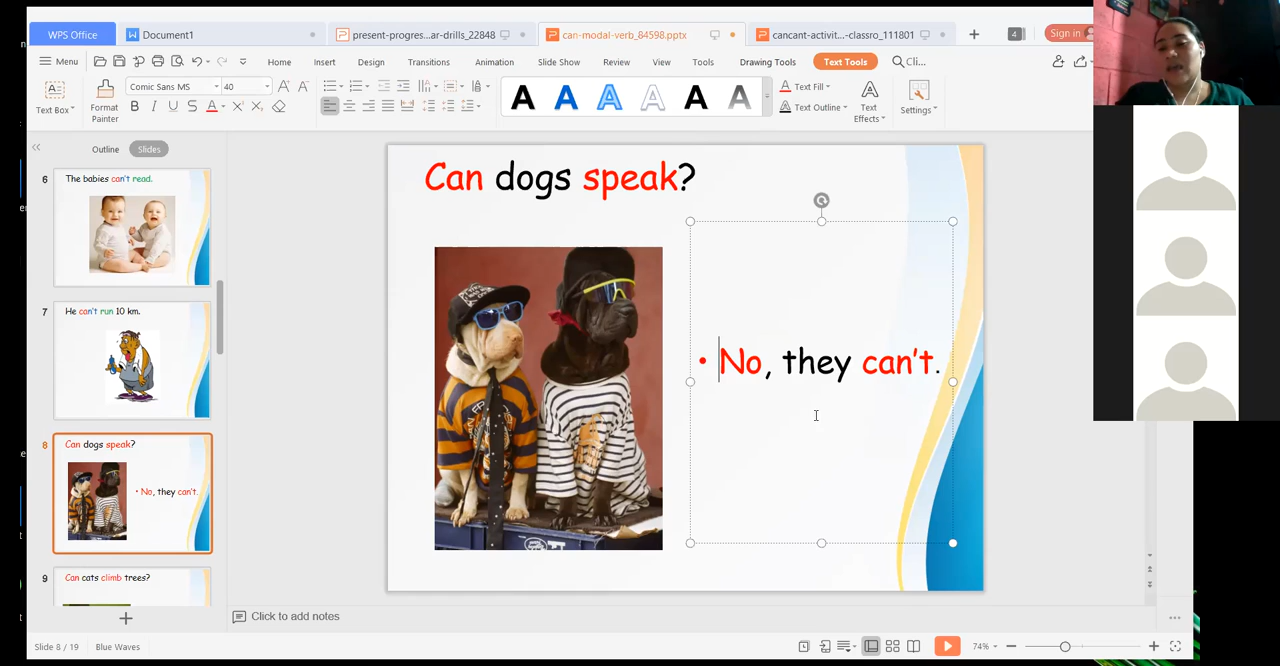 WPS Office
Document1
present-progres...ar-drills_22848
can-modal-verb_84598.pptx
cancant-activit...-classro_111801
4
Sign in
Menu
Home
Insert
Design
Transitions
Animation
Slide Show
Review
View
Tools
Drawing Tools
Text Tools
Cli...
Text Box
Format Painter
Comic Sans MS
40
Text Fill
Text Outline
Text Effects
Settings
Outline
Slides
6
The babies can't read.
7
He can't run 10 km.
8
Can dogs speak?
• No, they can't.
9
Can cats climb trees?
Can dogs speak?
• No, they can't.
Click to add notes
Slide 8 / 19
Blue Waves
74%